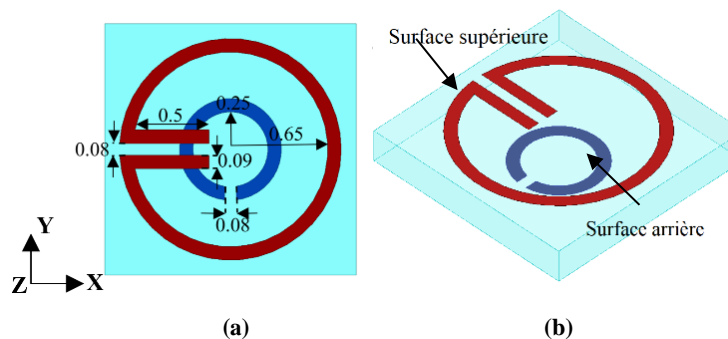 Surface supérieure
0.5
0.25
0.65
0.08
0.09
0.08
Y
Z
X
Surface arrière
(a)
(b)